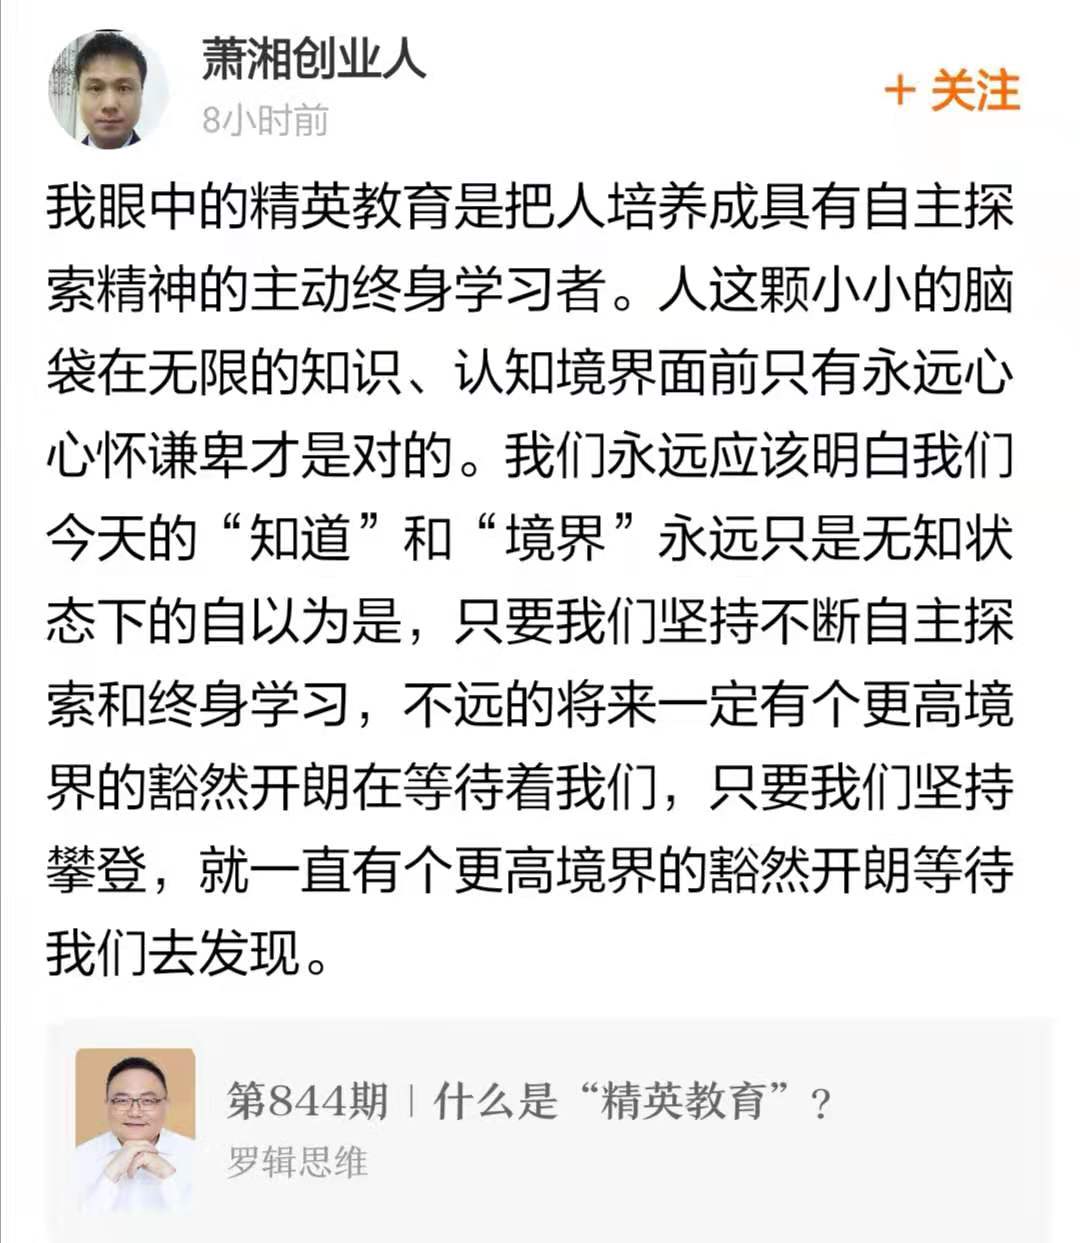 萧湘创业人
8小时前
+ 关注
我眼中的精英教育是把人培养成具有自主探
索精神的主动终身学习者。人这颗小小的脑
袋在无限的知识、认知境界面前只有永远心
心怀谦卑才是对的。我们永远应该明白我们
今天的“知道”和“境界”永远只是无知状
态下的自以为是，只要我们坚持不断自主探
索和终身学习，不远的将来一定有个更高境
界的豁然开朗在等待着我们，只要我们坚持
攀登，就一直有个更高境界的豁然开朗等待
我们去发现。
第844期 | 什么是“精英教育”？
罗辑思维